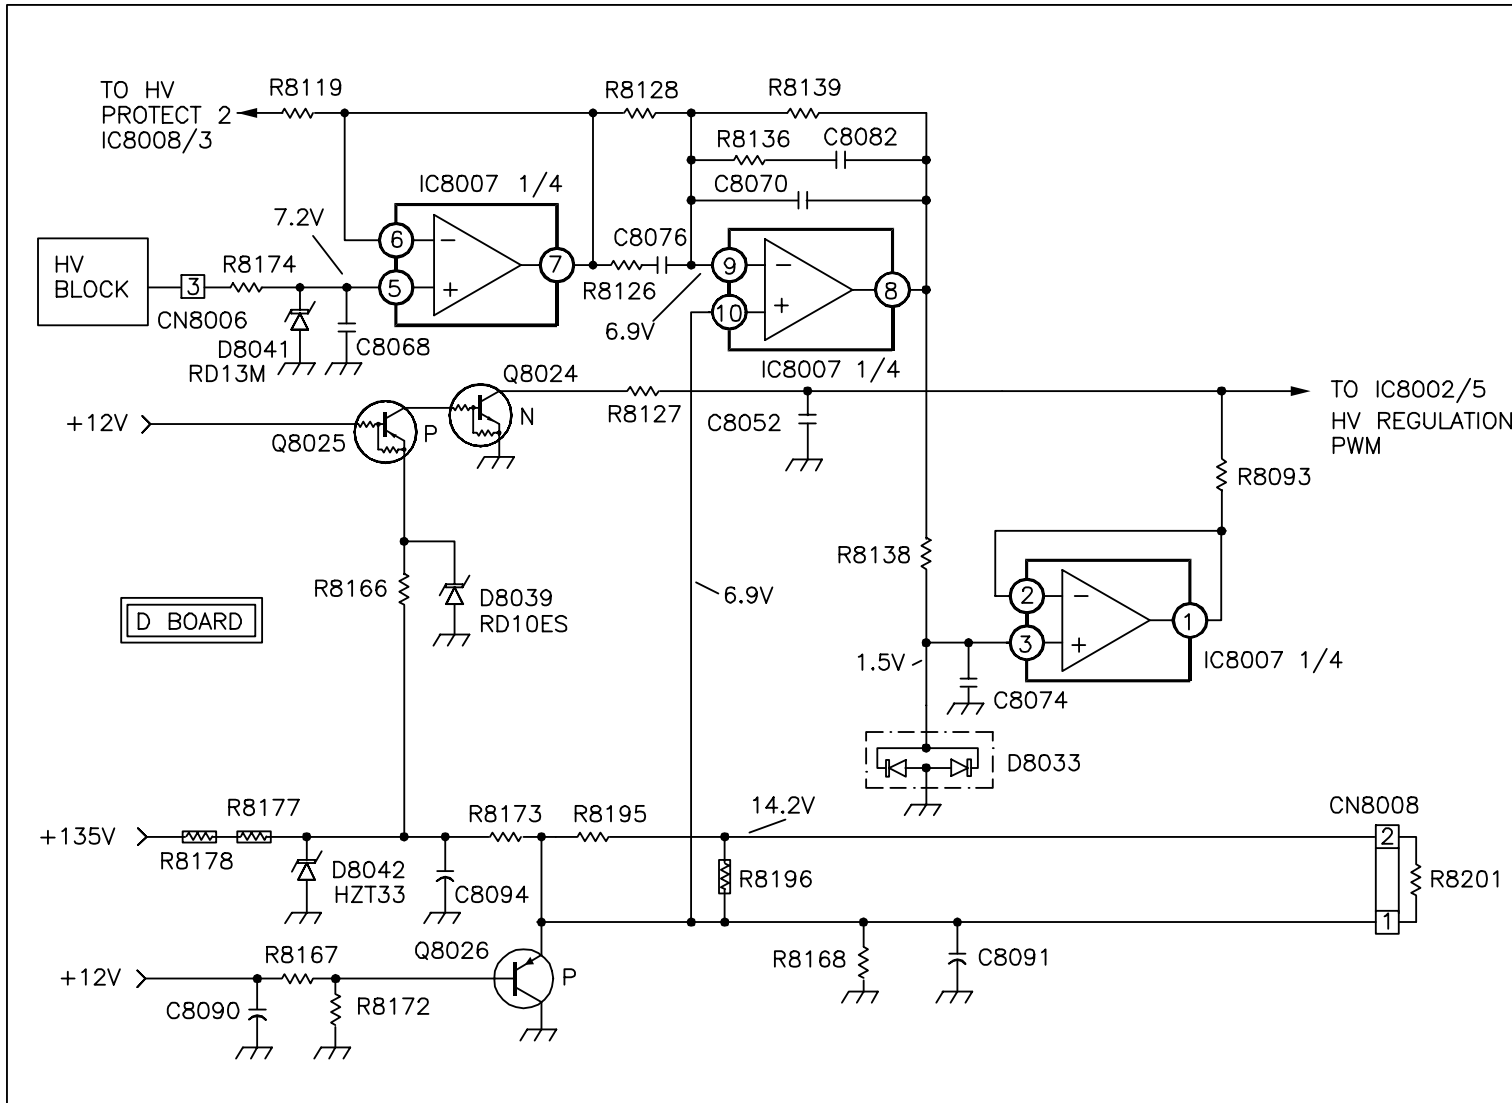 TO HV
PROTECT 2
IC8008/3
R8119
R8128
R8139
R8136
C8082
C8070
IC8007 1/4
7.2V
6
5
7
HV
BLOCK
3
CN8006
R8174
D8041
RD13M
C8068
C8076
R8126
6.9V
9
10
8
IC8007 1/4
+12V
Q8025
P
Q8024
N
R8127
C8052
TO IC8002/5
HV REGULATION
PWM
R8093
R8138
R8166
D8039
RD10ES
D BOARD
6.9V
2
3
1
IC8007 1/4
1.5V
C8074
D8033
+135V
R8178
R8177
D8042
HZT33
C8094
R8173
R8195
14.2V
R8196
CN8008
2
1
R8201
+12V
C8090
R8167
R8172
Q8026
P
R8168
C8091